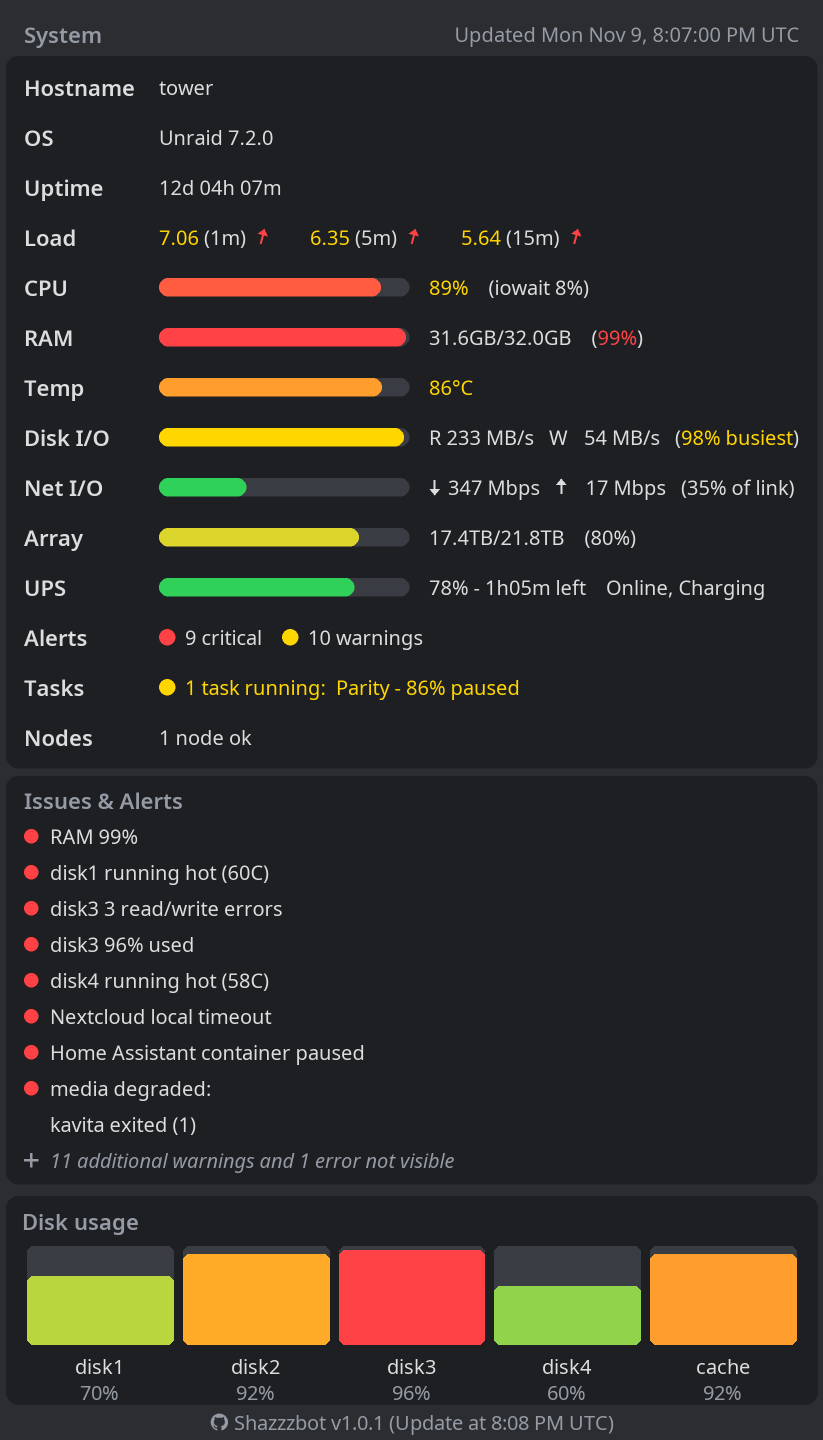 System Updated Mon Nov 9, 8:07:00 PM UTC
Hostname tower
OS Unraid 7.2.0
Uptime 12d 04h 07m
Load 7.06 (1m) ↑ 6.35 (5m) ↑ 5.64 (15m) ↑
CPU 89% (iowait 8%)
RAM 31.6GB/32.0GB (99%)
Temp 86°C
Disk I/O R 233 MB/s W 54 MB/s (98% busiest)
Net I/O ↓ 347 Mbps ↑ 17 Mbps (35% of link)
Array 17.4TB/21.8TB (80%)
UPS 78% - 1h05m left Online, Charging
Alerts 9 critical 10 warnings
Tasks 1 task running: Parity - 86% paused
Nodes 1 node ok
Issues & Alerts
RAM 99%
disk1 running hot (60C)
disk3 3 read/write errors
disk3 96% used
disk4 running hot (58C)
Nextcloud local timeout
Home Assistant container paused
media degraded:
kavita exited (1)
+ 11 additional warnings and 1 error not visible
Disk usage
disk1 disk2 disk3 disk4 cache
70% 92% 96% 60% 92%
Shazzzbot v1.0.1 (Update at 8:08 PM UTC)